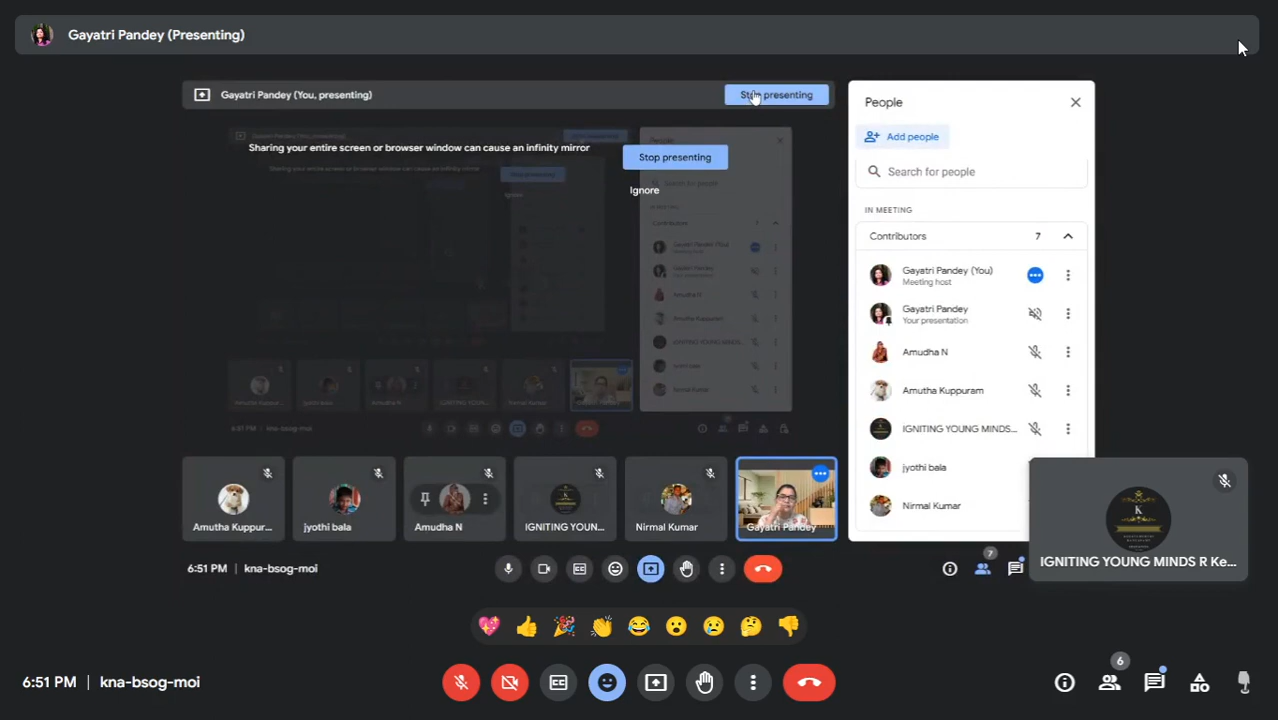 Gayatri Pandey (Presenting)
Gayatri Pandey (You, presenting)
Stop presenting
Sharing your entire screen or browser window can cause an infinity mirror
Stop presenting
Ignore
People
Add people
Search for people
IN MEETING
Contributors 7
Gayatri Pandey (You)
Meeting host
Gayatri Pandey
Your presentation
Amudha N
Amutha Kuppuram
IGNITING YOUNG MINDS...
jyothi bala
Nirmal Kumar
Amutha Kuppur...
jyothi bala
Amudha N
IGNITING YOUN...
Nirmal Kumar
Gayatri Pandey
K
IGNITING YOUNG MINDS R Ke...
6:51 PM | kna-bsog-moi
7
6
6:51 PM | kna-bsog-moi